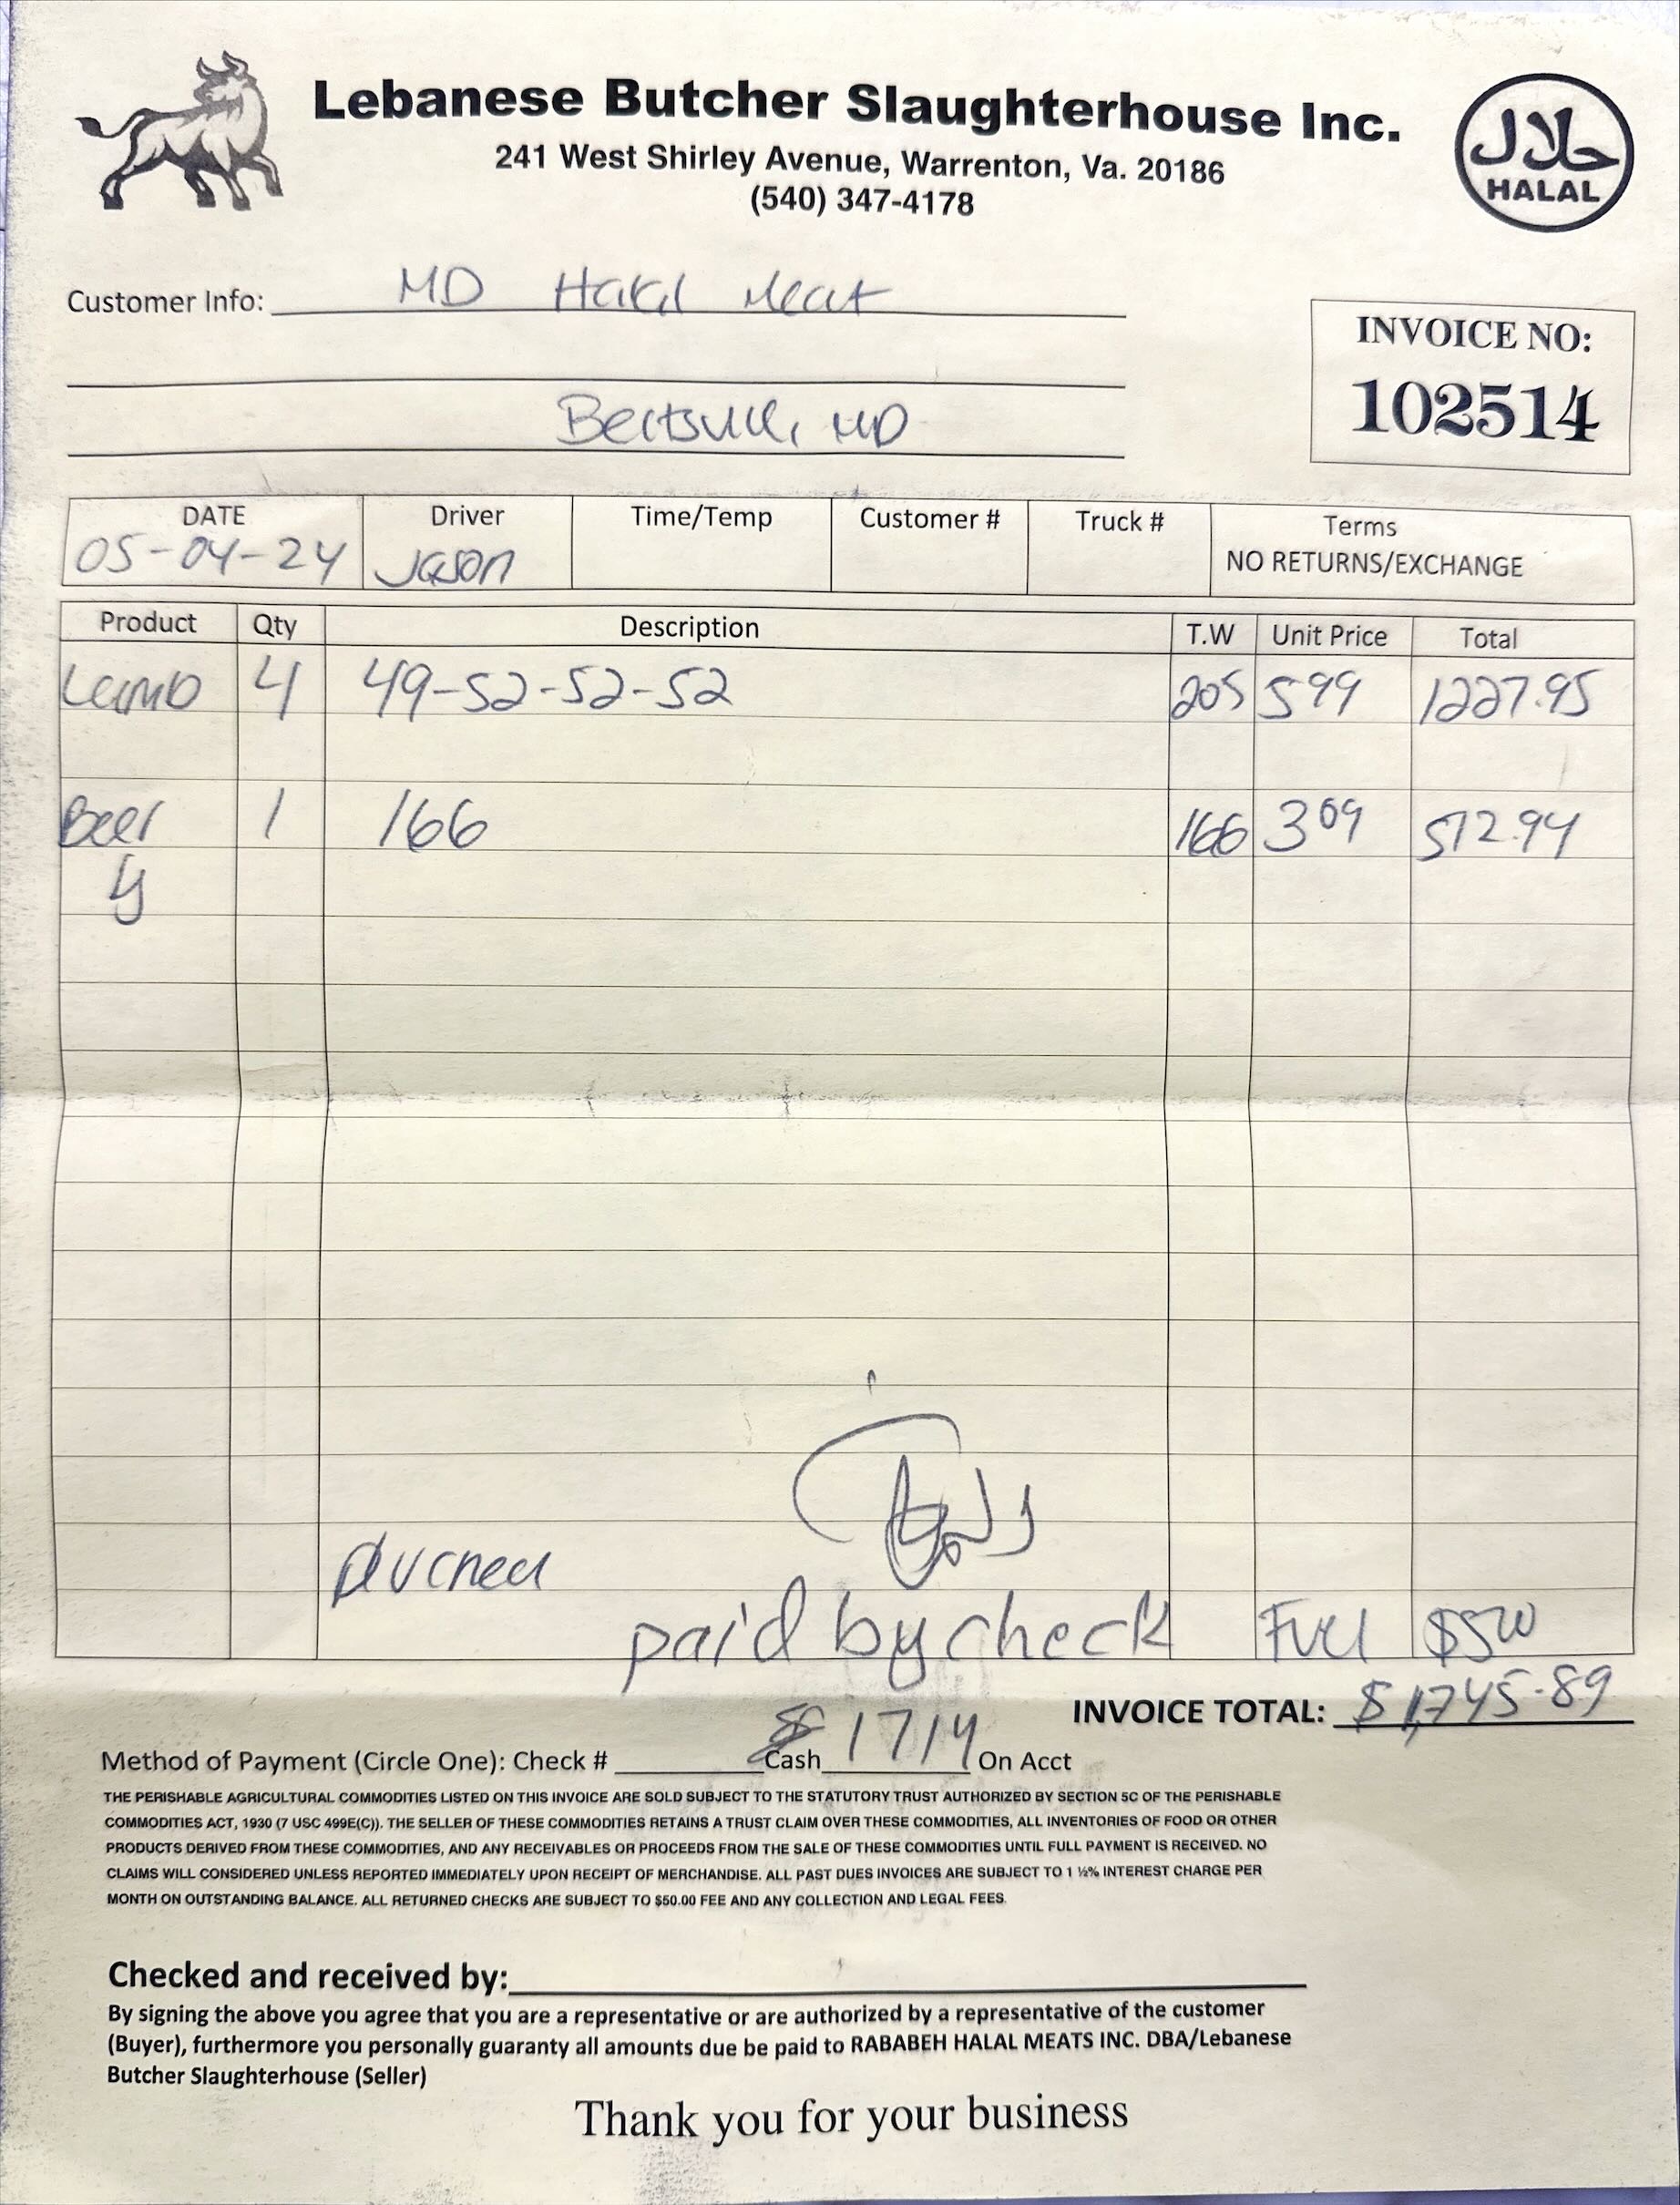 Lebanese Butcher Slaughterhouse Inc.
241 West Shirley Avenue, Warrenton, Va. 20186
(540) 347-4178
حلال
HALAL
Customer Info: MD Halal Meat
INVOICE NO:
102514
Beltsville, MD
DATE Driver Time/Temp Customer # Truck # Terms
05-04-24 Jason NO RETURNS/EXCHANGE
Product Qty Description T.W Unit Price Total
Lamb 4 49-52-52-52 205 5 99 1227.95
Beef 1 166 166 3 09 512.94
paid by check Fuel $5 00
INVOICE TOTAL: $1,745.89
Method of Payment (Circle One): Check # Cash 1714 On Acct
THE PERISHABLE AGRICULTURAL COMMODITIES LISTED ON THIS INVOICE ARE SOLD SUBJECT TO THE STATUTORY TRUST AUTHORIZED BY SECTION 5C OF THE PERISHABLE
COMMODITIES ACT, 1930 (7 USC 499E(C)). THE SELLER OF THESE COMMODITIES RETAINS A TRUST CLAIM OVER THESE COMMODITIES, ALL INVENTORIES OF FOOD OR OTHER
PRODUCTS DERIVED FROM THESE COMMODITIES, AND ANY RECEIVABLES OR PROCEEDS FROM THE SALE OF THESE COMMODITIES UNTIL FULL PAYMENT IS RECEIVED. NO
CLAIMS WILL CONSIDERED UNLESS REPORTED IMMEDIATELY UPON RECEIPT OF MERCHANDISE. ALL PAST DUES INVOICES ARE SUBJECT TO 1 ½% INTEREST CHARGE PER
MONTH ON OUTSTANDING BALANCE. ALL RETURNED CHECKS ARE SUBJECT TO $50.00 FEE AND ANY COLLECTION AND LEGAL FEES.
Checked and received by:
By signing the above you agree that you are a representative or are authorized by a representative of the customer
(Buyer), furthermore you personally guaranty all amounts due be paid to RABABEH HALAL MEATS INC. DBA/Lebanese
Butcher Slaughterhouse (Seller)
Thank you for your business